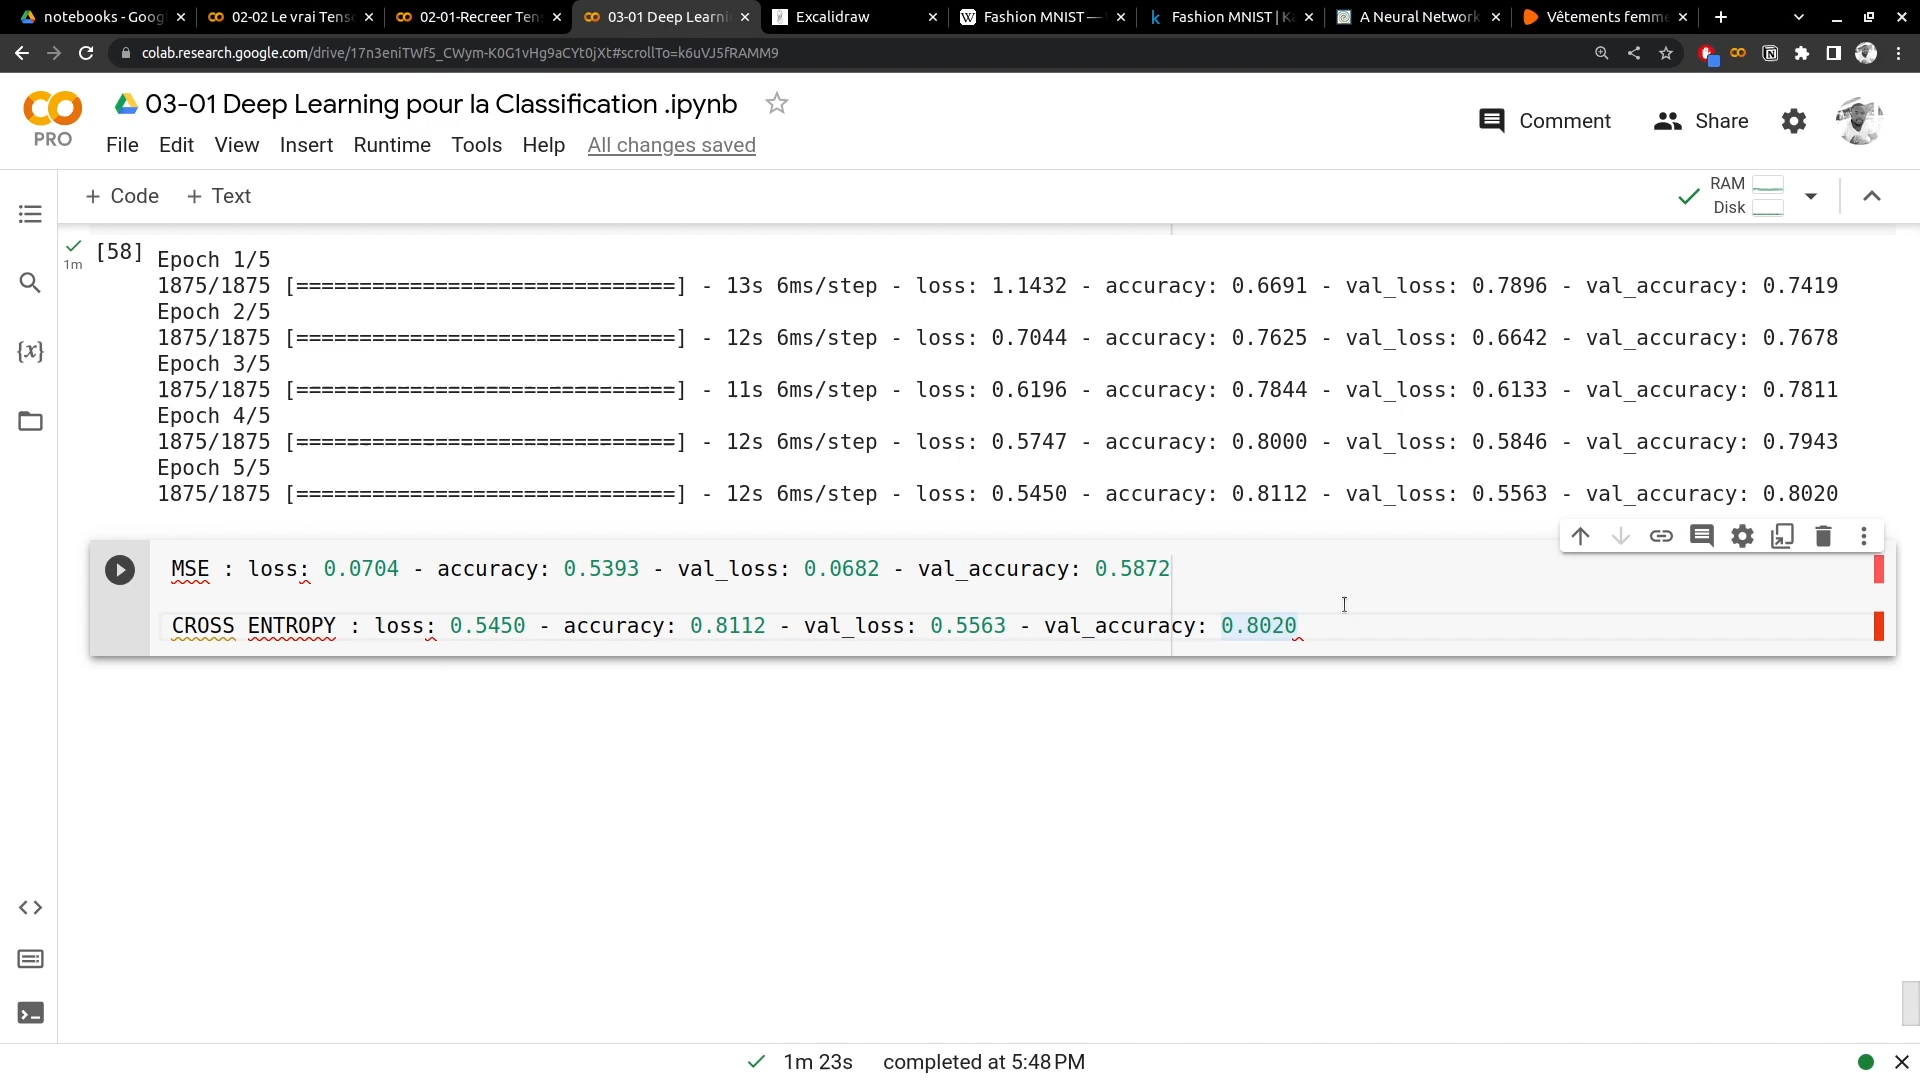 notebooks - Goog
02-02 Le vrai Tens
02-01-Recreer Ten
03-01 Deep Learni
Excalidraw
Fashion MNIST —
Fashion MNIST | Ka
A Neural Network
Vêtements femme
colab.research.google.com/drive/17n3eniTWf5_CWym-K0G1vHg9aCYt0jXt#scrollTo=k6uVJ5fRAMM9
PRO
03-01 Deep Learning pour la Classification .ipynb
Comment
Share
File Edit View Insert Runtime Tools Help All changes saved
+ Code + Text
RAM
Disk
{x}
[58]
1m
Epoch 1/5
1875/1875 [==============================] - 13s 6ms/step - loss: 1.1432 - accuracy: 0.6691 - val_loss: 0.7896 - val_accuracy: 0.7419
Epoch 2/5
1875/1875 [==============================] - 12s 6ms/step - loss: 0.7044 - accuracy: 0.7625 - val_loss: 0.6642 - val_accuracy: 0.7678
Epoch 3/5
1875/1875 [==============================] - 11s 6ms/step - loss: 0.6196 - accuracy: 0.7844 - val_loss: 0.6133 - val_accuracy: 0.7811
Epoch 4/5
1875/1875 [==============================] - 12s 6ms/step - loss: 0.5747 - accuracy: 0.8000 - val_loss: 0.5846 - val_accuracy: 0.7943
Epoch 5/5
1875/1875 [==============================] - 12s 6ms/step - loss: 0.5450 - accuracy: 0.8112 - val_loss: 0.5563 - val_accuracy: 0.8020
MSE : loss: 0.0704 - accuracy: 0.5393 - val_loss: 0.0682 - val_accuracy: 0.5872
CROSS ENTROPY : loss: 0.5450 - accuracy: 0.8112 - val_loss: 0.5563 - val_accuracy: 0.8020
1m 23s completed at 5:48 PM